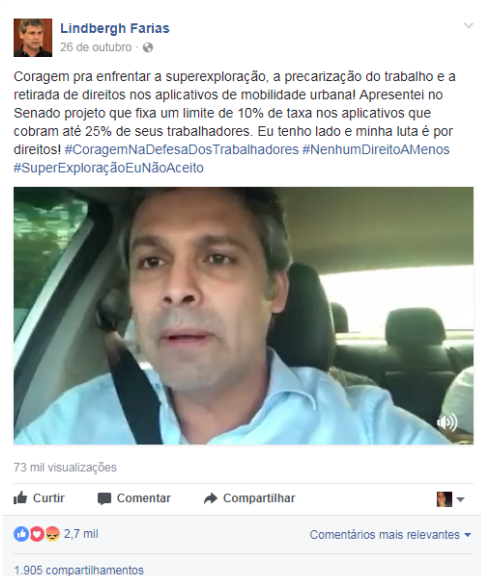 Lindbergh Farias
26 de outubro ·
Coragem pra enfrentar a superexploração, a precarização do trabalho e a
retirada de direitos nos aplicativos de mobilidade urbana! Apresentei no
Senado projeto que fixa um limite de 10% de taxa nos aplicativos que
cobram até 25% de seus trabalhadores. Eu tenho lado e minha luta é por
direitos! #CoragemNaDefesaDosTrabalhadores #NenhumDireitoAMenos
#SuperExploraçãoEuNãoAceito
73 mil visualizações
Curtir Comentar Compartilhar
2,7 mil Comentários mais relevantes
1.905 compartilhamentos